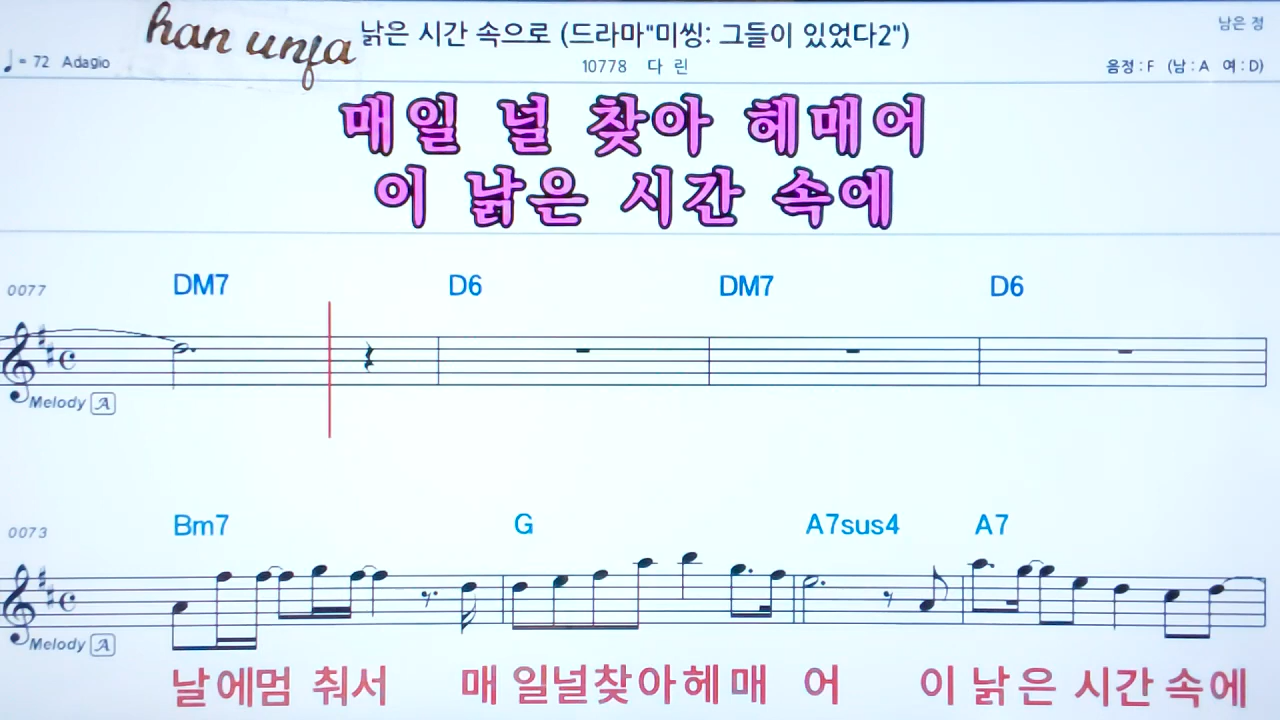 han unfa
낡은 시간 속으로 (드라마"미씽: 그들이 있었다2")
남은 정
♩= 72 Adagio
10778 다 린
음정 : F (남 : A 여 : D)
매일 널 찾아 헤매어
이 낡은 시간 속에
0077
DM7 D6 DM7 D6
Melody A
0073
Bm7 G A7sus4 A7
Melody A
날에멈 춰서 매 일널찾아헤매 어 이 낡은 시간속에